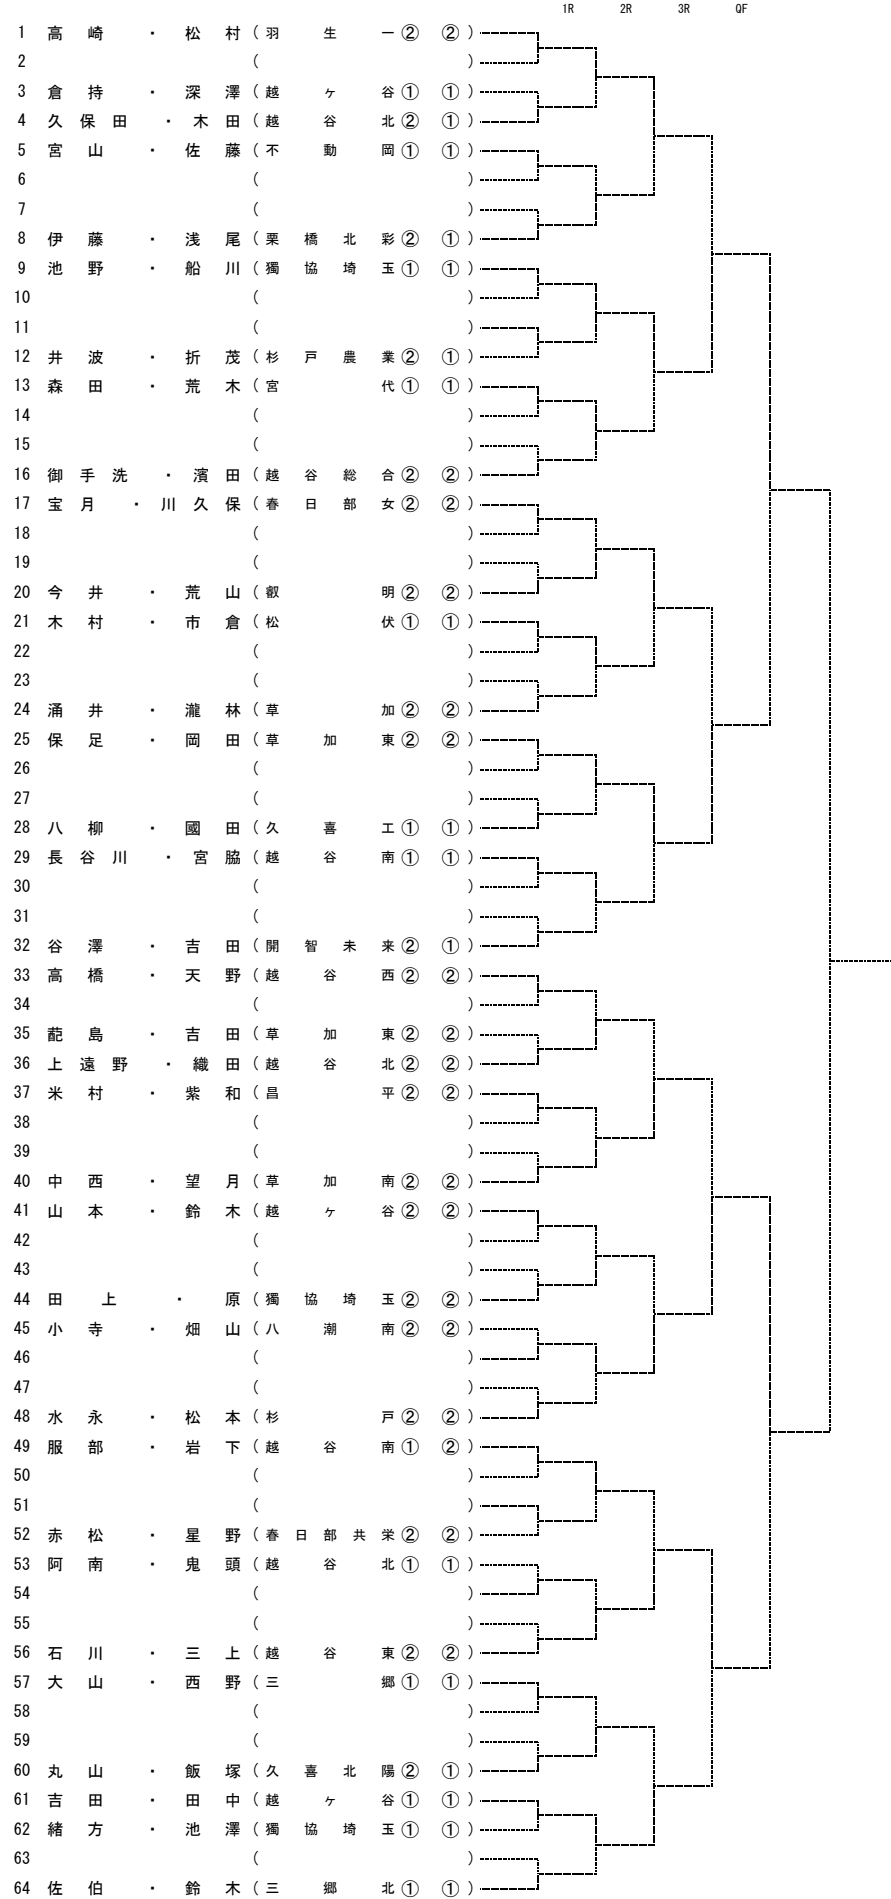 1R 2R 3R QF
1 高崎・松村(羽生一② ②)
2 ( )
3 倉持・深澤(越ヶ谷① ①)
4 久保田・木田(越谷北② ①)
5 宮山・佐藤(不動岡① ①)
6 ( )
7 ( )
8 伊藤・浅尾(栗橋北彩② ①)
9 池野・船川(獨協埼玉① ①)
10 ( )
11 ( )
12 井波・折茂(杉戸農業② ①)
13 森田・荒木(宮代① ①)
14 ( )
15 ( )
16 御手洗・濱田(越谷総合② ②)
17 宝月・川久保(春日部女② ②)
18 ( )
19 ( )
20 今井・荒山(叡明② ②)
21 木村・市倉(松伏① ①)
22 ( )
23 ( )
24 涌井・瀧林(草加② ②)
25 保足・岡田(草加東② ②)
26 ( )
27 ( )
28 八柳・國田(久喜工① ①)
29 長谷川・宮脇(越谷南① ①)
30 ( )
31 ( )
32 谷澤・吉田(開智未来② ①)
33 高橋・天野(越谷西② ②)
34 ( )
35 蓜島・吉田(草加東② ②)
36 上遠野・織田(越谷北② ②)
37 米村・紫和(昌平② ②)
38 ( )
39 ( )
40 中西・望月(草加南② ②)
41 山本・鈴木(越ヶ谷② ②)
42 ( )
43 ( )
44 田上・原(獨協埼玉② ②)
45 小寺・畑山(八潮南② ②)
46 ( )
47 ( )
48 水永・松本(杉戸② ②)
49 服部・岩下(越谷南① ②)
50 ( )
51 ( )
52 赤松・星野(春日部共栄② ②)
53 阿南・鬼頭(越谷北① ①)
54 ( )
55 ( )
56 石川・三上(越谷東② ②)
57 大山・西野(三郷① ①)
58 ( )
59 ( )
60 丸山・飯塚(久喜北陽② ①)
61 吉田・田中(越ヶ谷① ①)
62 緒方・池澤(獨協埼玉① ①)
63 ( )
64 佐伯・鈴木(三郷北① ①)